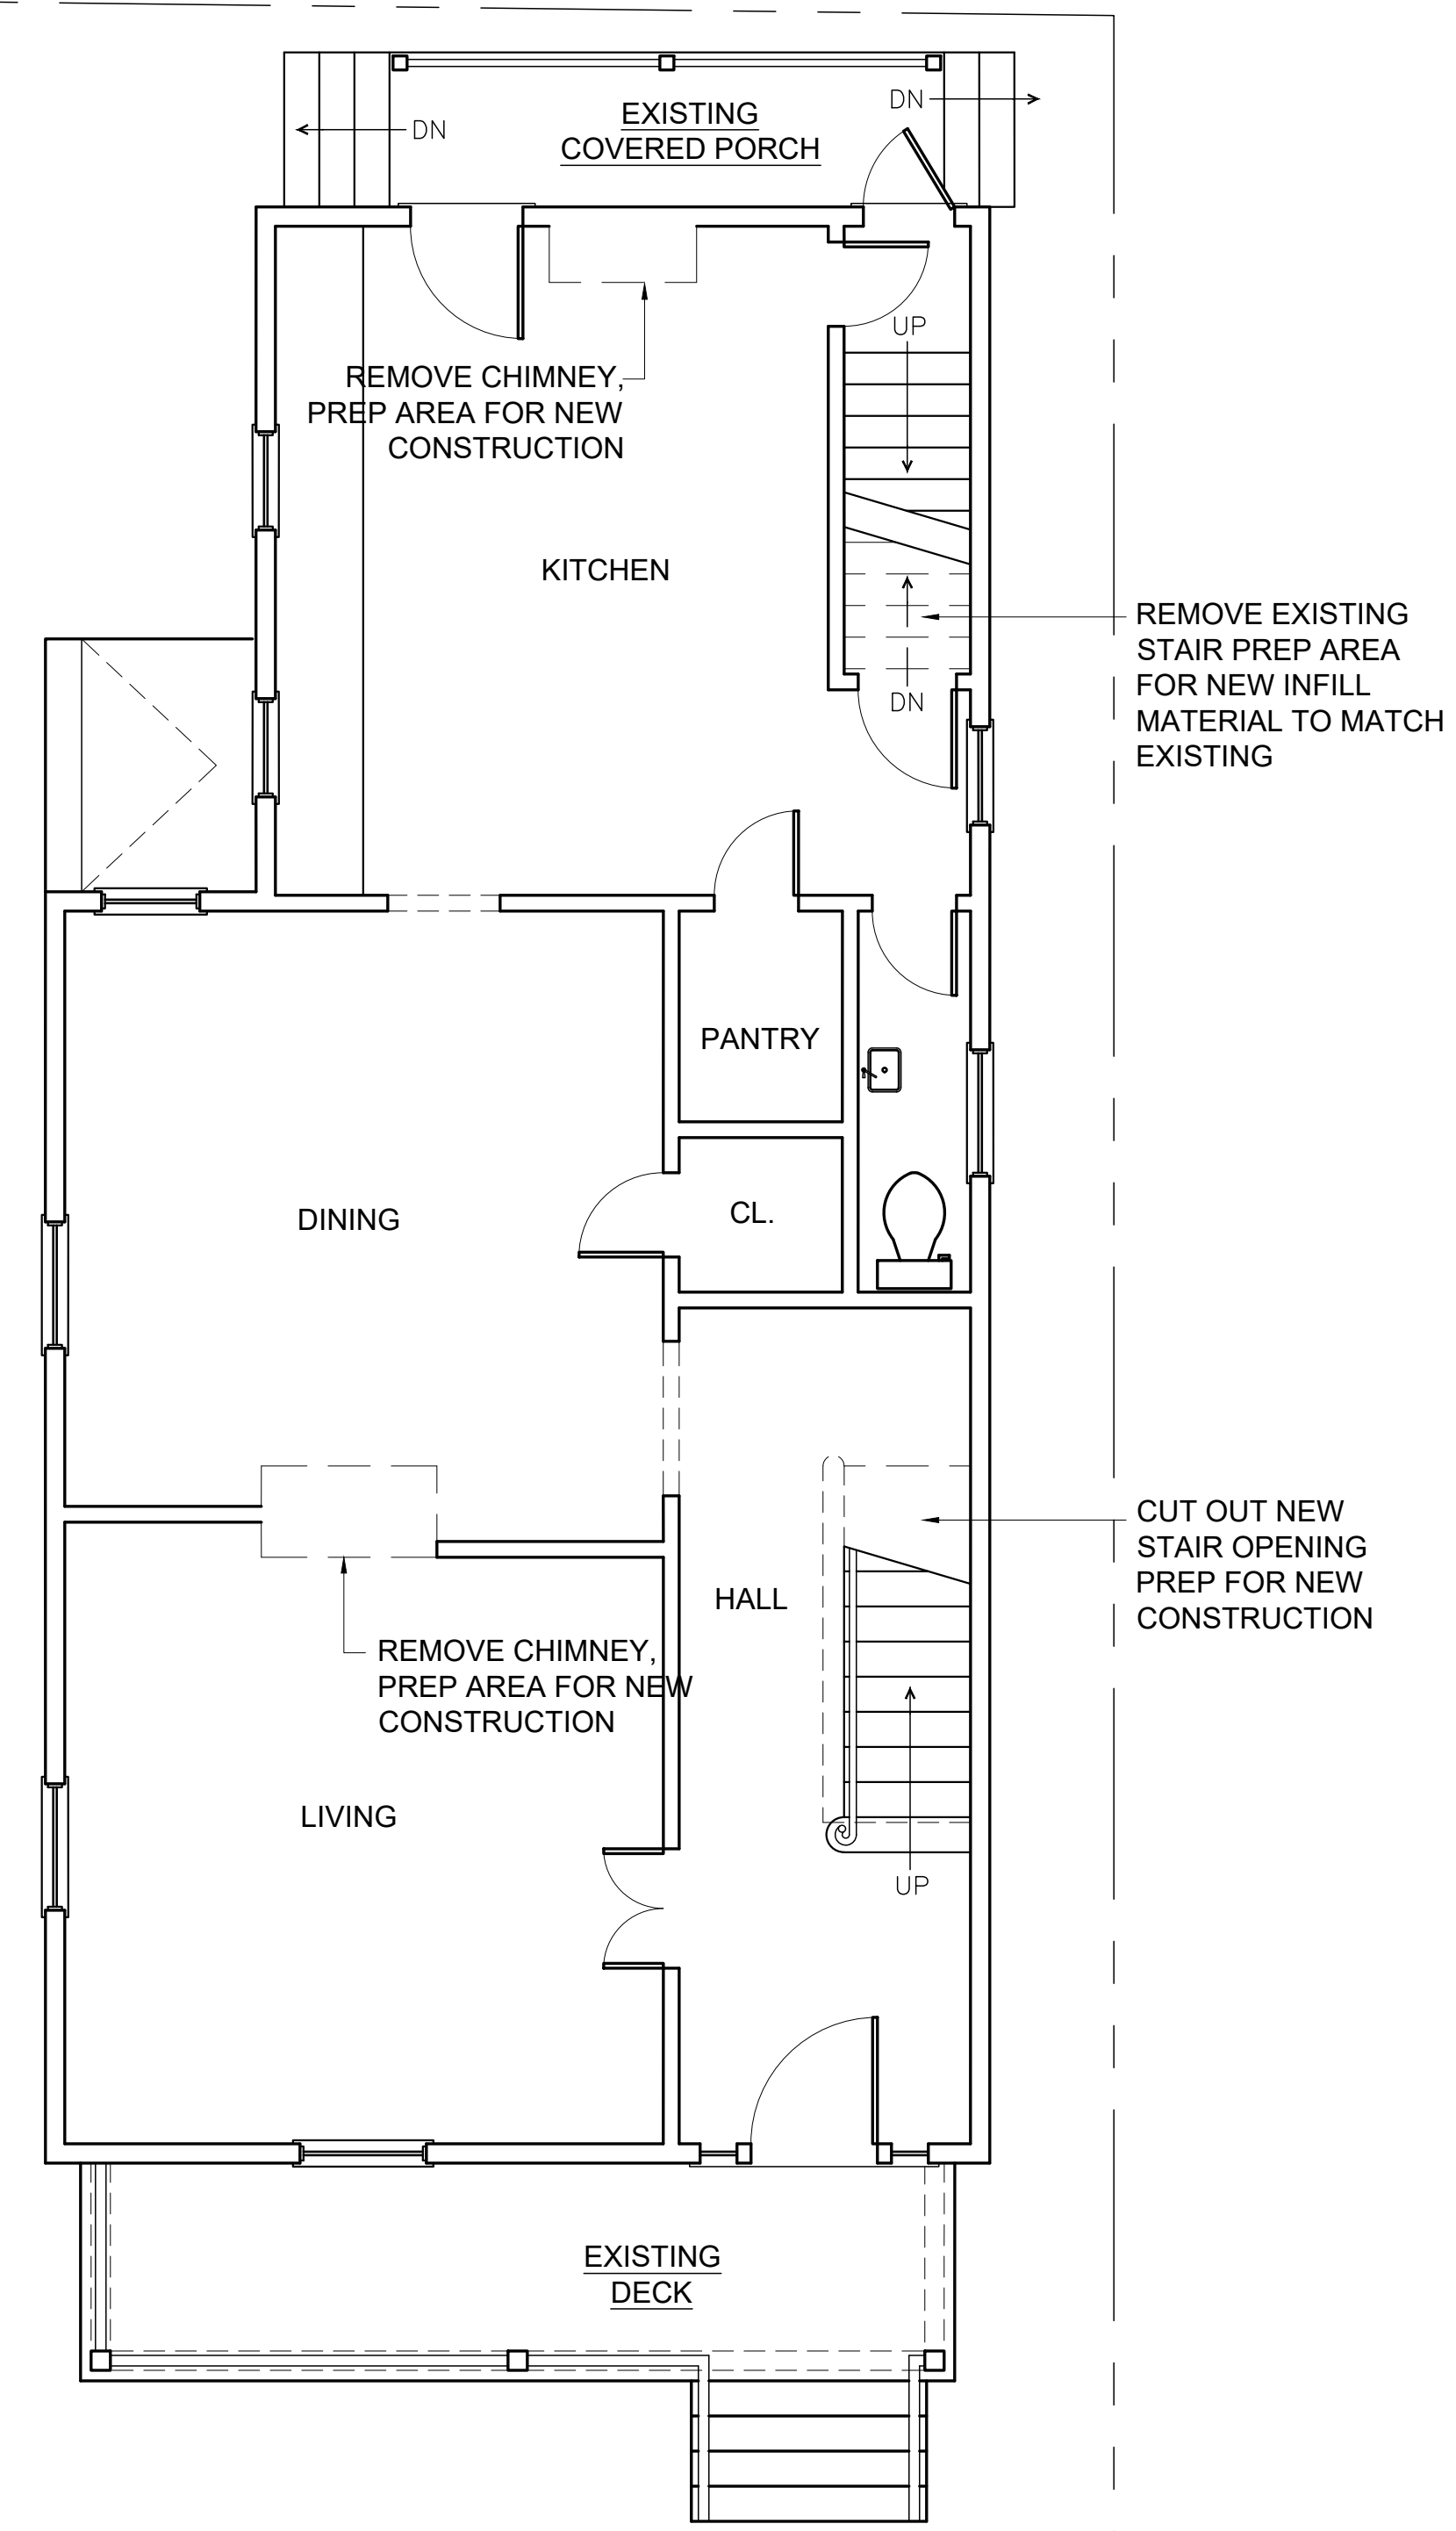 DN
EXISTING
COVERED PORCH
DN
UP
REMOVE CHIMNEY,
PREP AREA FOR NEW
CONSTRUCTION
KITCHEN
REMOVE EXISTING
STAIR PREP AREA
FOR NEW INFILL
MATERIAL TO MATCH
EXISTING
DN
PANTRY
DINING
CL.
CUT OUT NEW
STAIR OPENING
PREP FOR NEW
CONSTRUCTION
HALL
REMOVE CHIMNEY,
PREP AREA FOR NEW
CONSTRUCTION
LIVING
UP
EXISTING
DECK